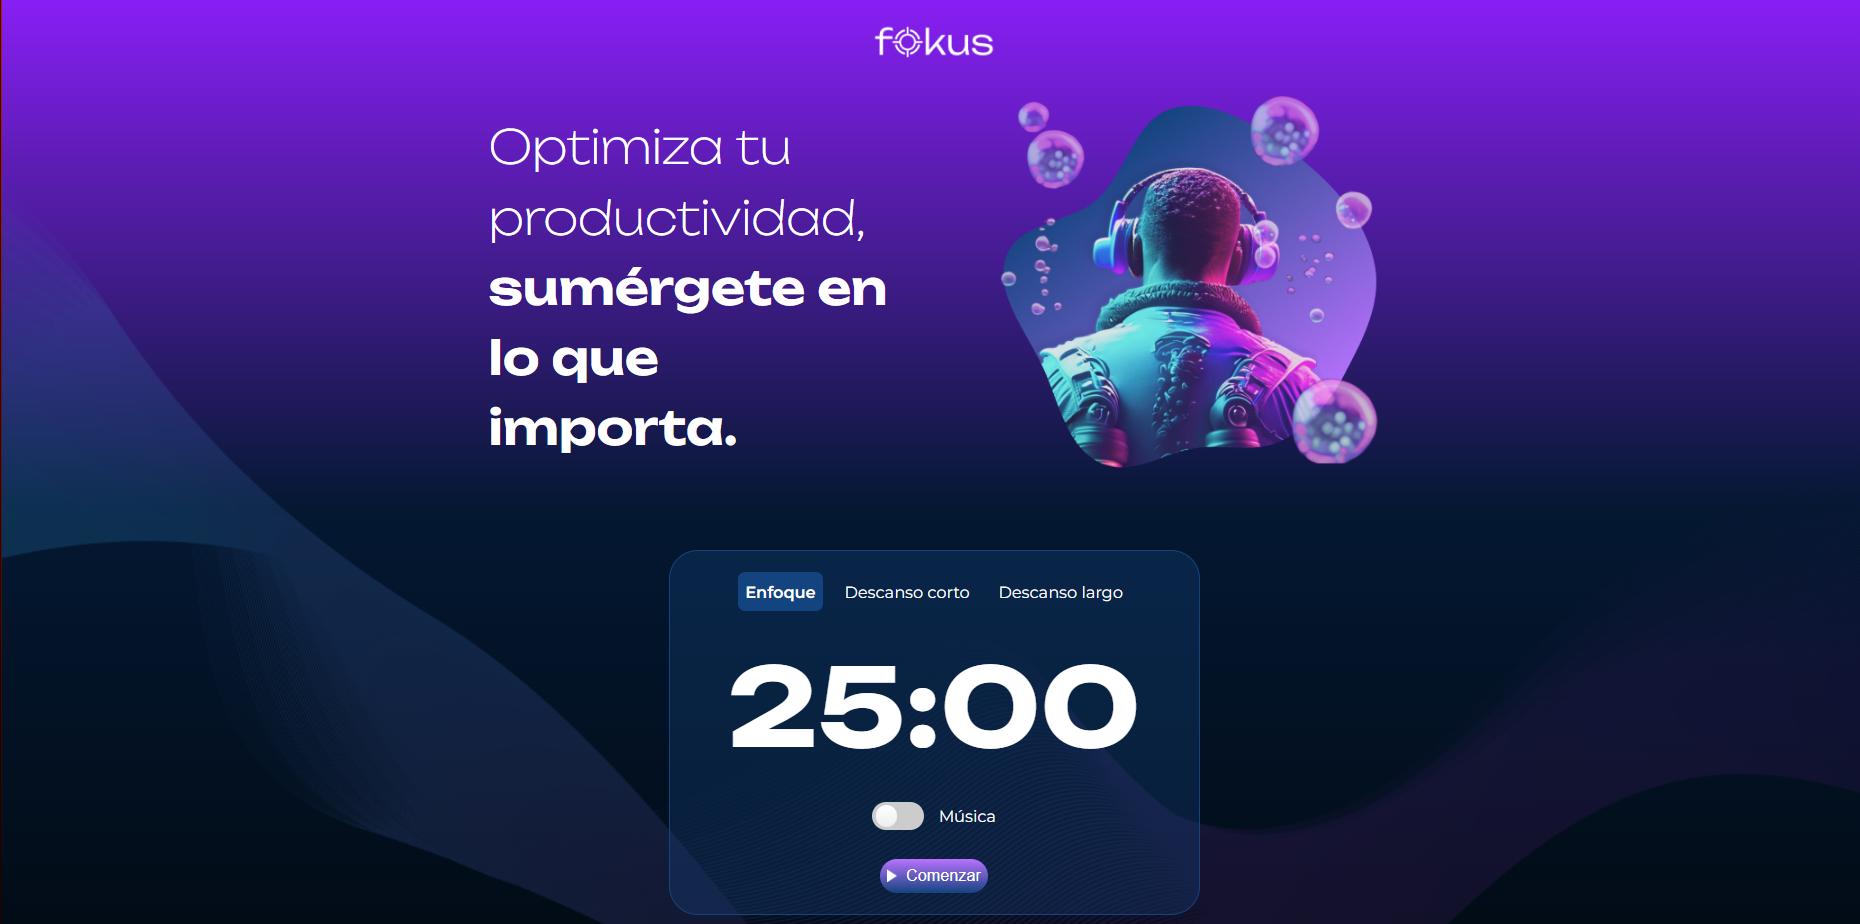 fokus
Optimiza tu
productividad,
sumérgete en
lo que
importa.
Enfoque Descanso corto Descanso largo
25:00
Música
Comenzar